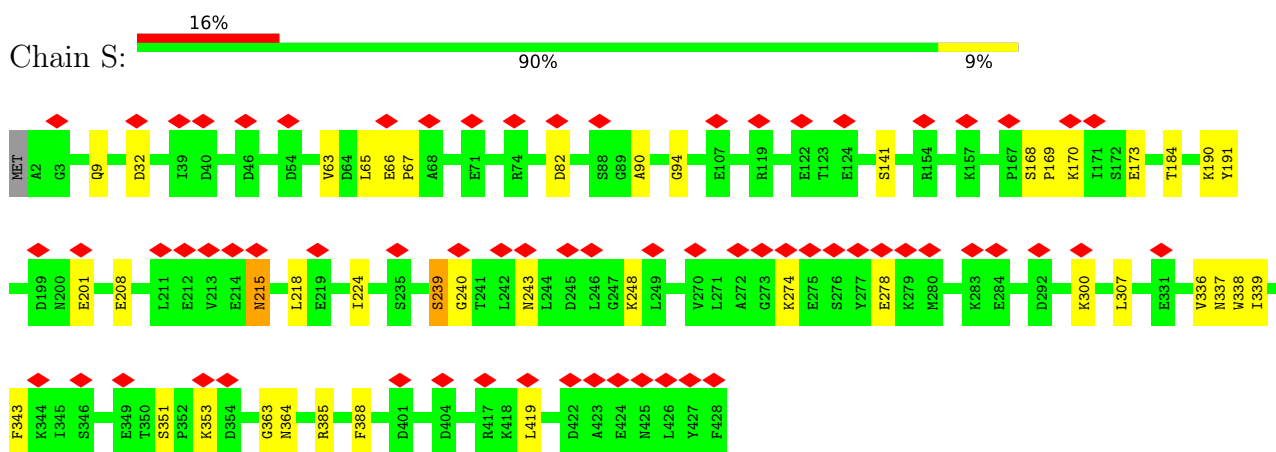 16%
Chain S:
90% 9%
MET A2 G3 Q9 D32 I39 D40 D46 D54 V63 D64 L65 E66 P67 A68 E71 R74 D82 S88 G89 A90 G94 E107 R119 E122 T123 E124 S141 R154 K157 P167 S168 P169 K170 I171 S172 E173 T184 K190 Y191
D199 N200 E201 E208 L211 E212 V213 E214 N215 L218 E219 I224 S235 S239 G240 T241 L242 N243 L244 D245 L246 G247 K248 L249 V270 L271 A272 G273 K274 E275 S276 Y277 E278 K279 M280 K283 E284 D292 K300 L307 E331 V336 N337 W338 I339
F343 K344 I345 S346 E349 T350 S351 P352 K353 D354 G363 N364 R385 F388 D401 D404 R417 K418 L419 D422 A423 E424 N425 L426 Y427 F428